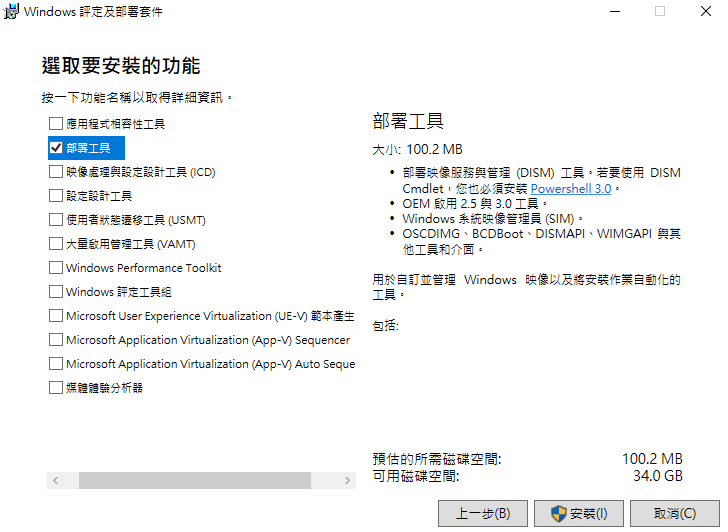 Windows 評定及部署套件
選取要安裝的功能
按一下功能名稱以取得詳細資訊。
應用程式相容性工具
部署工具
映像處理與設定設計工具 (ICD)
設定設計工具
使用者狀態遷移工具 (USMT)
大量啟用管理工具 (VAMT)
Windows Performance Toolkit
Windows 評定工具組
Microsoft User Experience Virtualization (UE-V) 範本產生
Microsoft Application Virtualization (App-V) Sequencer
Microsoft Application Virtualization (App-V) Auto Seque
媒體體驗分析器
部署工具
大小: 100.2 MB
• 部署映像服務與管理 (DISM) 工具。若要使用 DISM
Cmdlet，您也必須安裝 Powershell 3.0。
• OEM 啟用 2.5 與 3.0 工具。
• Windows 系統映像管理員 (SIM)。
• OSCDIMG、BCDBoot、DISMAPI、WIMGAPI 與其
他工具和介面。
用於自訂並管理 Windows 映像以及將安裝作業自動化的
工具。
包括:
預估的所需磁碟空間: 100.2 MB
可用磁碟空間: 34.0 GB
上一步(B) 安裝(I) 取消(C)